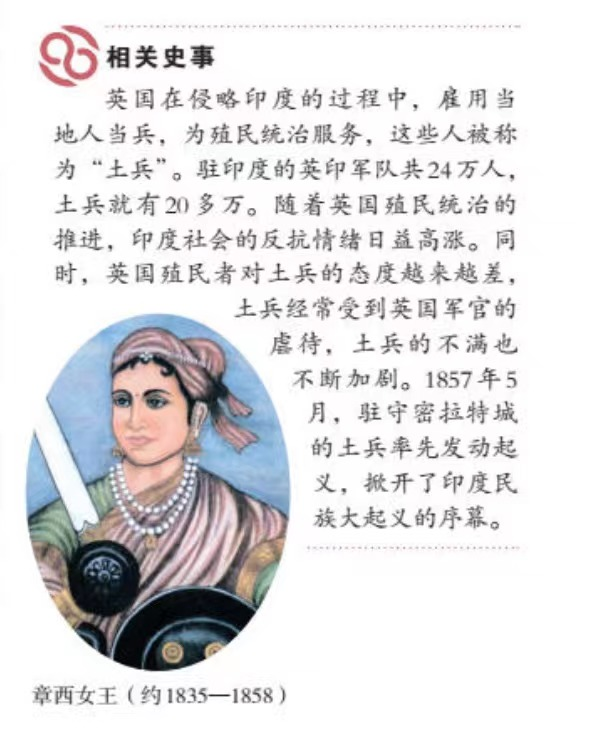 相关史事
英国在侵略印度的过程中，雇用当
地人当兵，为殖民统治服务，这些人被称
为“土兵”。驻印度的英印军队共24万人，
土兵就有20多万。随着英国殖民统治的
推进，印度社会的反抗情绪日益高涨。同
时，英国殖民者对土兵的态度越来越差，
土兵经常受到英国军官的
虐待，土兵的不满也
不断加剧。1857年5
月，驻守密拉特城
的土兵率先发动起
义，掀开了印度民
族大起义的序幕。
章西女王（约1835—1858）